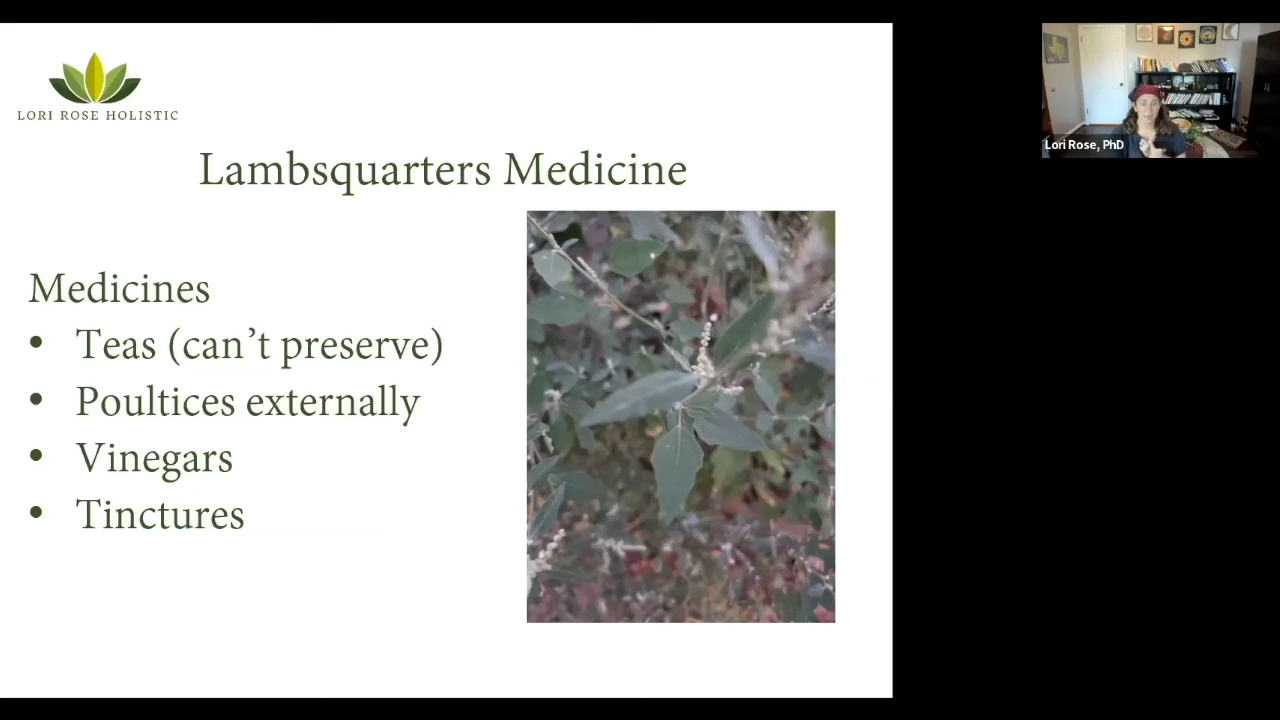 LORI ROSE HOLISTIC
Lambsquarters Medicine
Medicines
• Teas (can’t preserve)
• Poultices externally
• Vinegars
• Tinctures
Lori Rose, PhD